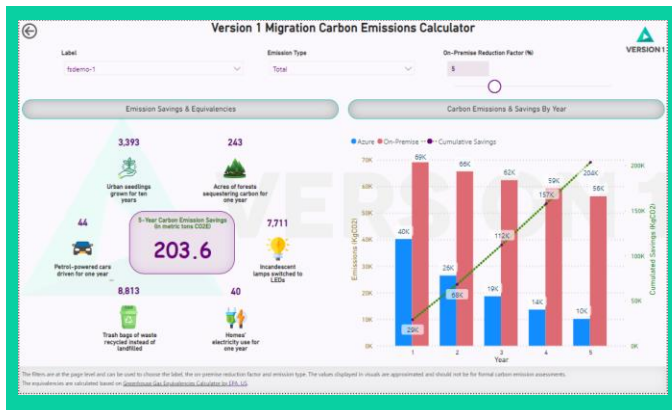 Version 1 Migration Carbon Emissions Calculator
VERSION 1
Label
Emission Type
On-Premise Reduction Factor (%)
fsdemo-1
Total
5
Emission Savings & Equivalencies
3,393
Urban seedlings
grown for ten
years
243
Acres of forests
sequestering carbon for
one year
44
Petrol-powered cars
driven for one year
5-Year Carbon Emission Savings
(in metric tons CO2E)
203.6
7,711
Incandescent
lamps switched to
LEDs
8,813
Trash bags of waste
recycled instead of
landfilled
40
Homes'
electricity use for
one year
Carbon Emissions & Savings By Year
Azure On-Premise Cumulative Savings
Emissions (KgCO2)
70K
60K
50K
40K
30K
20K
10K
0K
69K
66K
62K
59K
56K
40K
26K
19K
14K
10K
29K
68K
112K
157K
204K
200K
150K
100K
50K
0K
Cumulated Savings (KgCO2)
1 2 3 4 5
Year
VERSION 1
The filters are at the page level and can be used to choose the label, the on premise reduction factor and emission type. The values displayed in visuals are approximated and should not be for formal carbon emission assessments.
The equivalencies are calculated based on Greenhouse Gas Equivalencies Calculator by EPA, US.